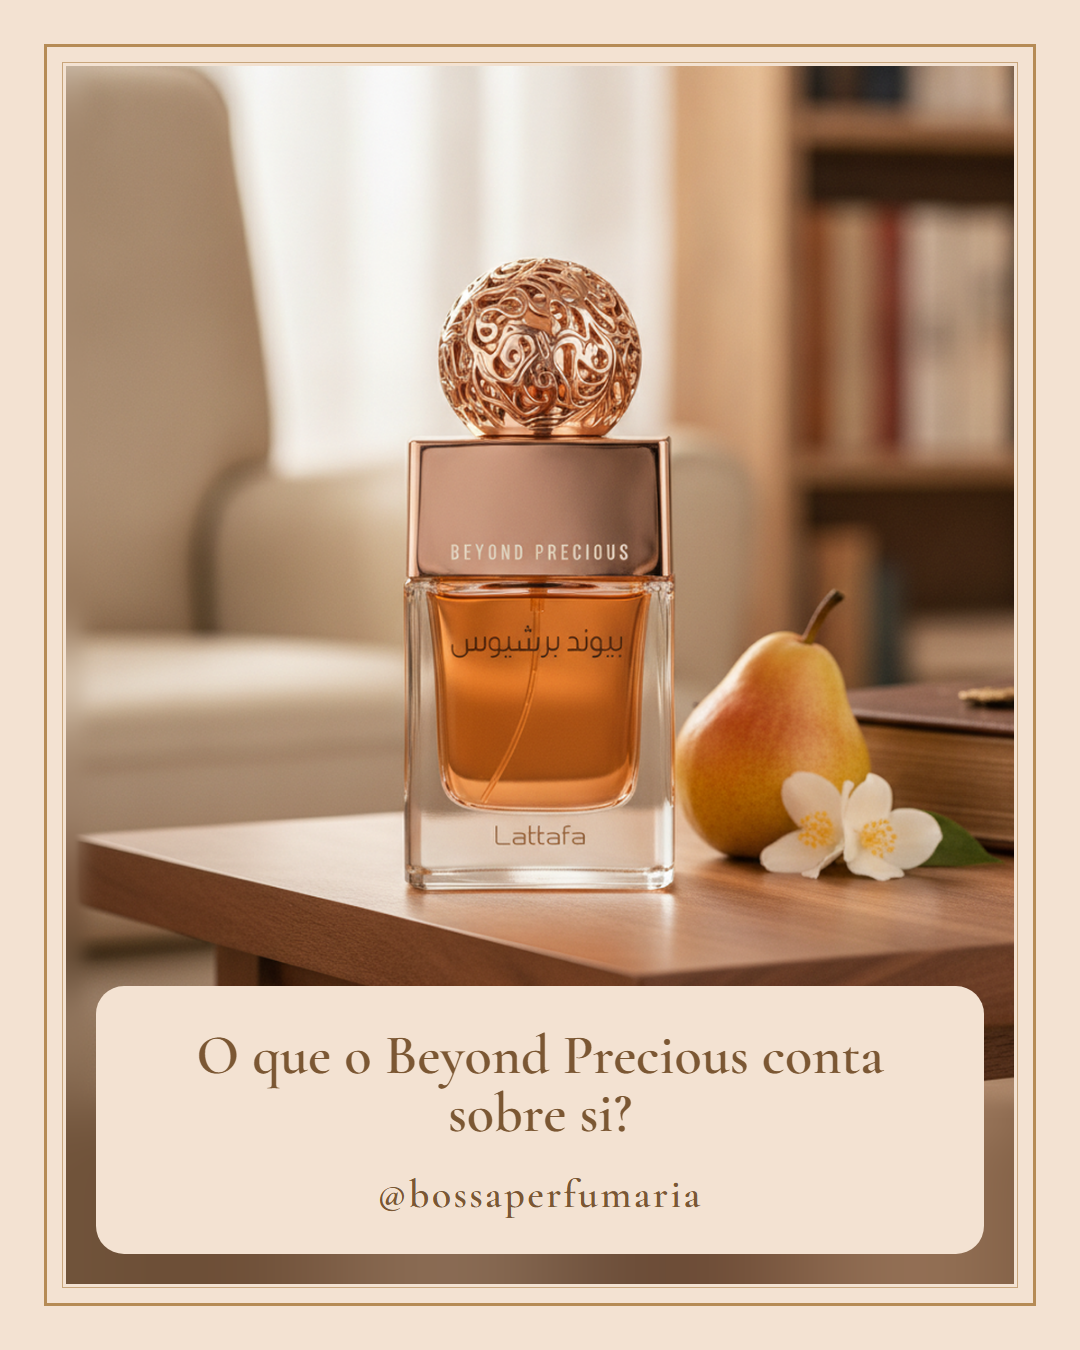 BEYOND PRECIOUS
بيوند برشيوس
Lattafa
O que o Beyond Precious conta
sobre si?
@bossaperfumaria